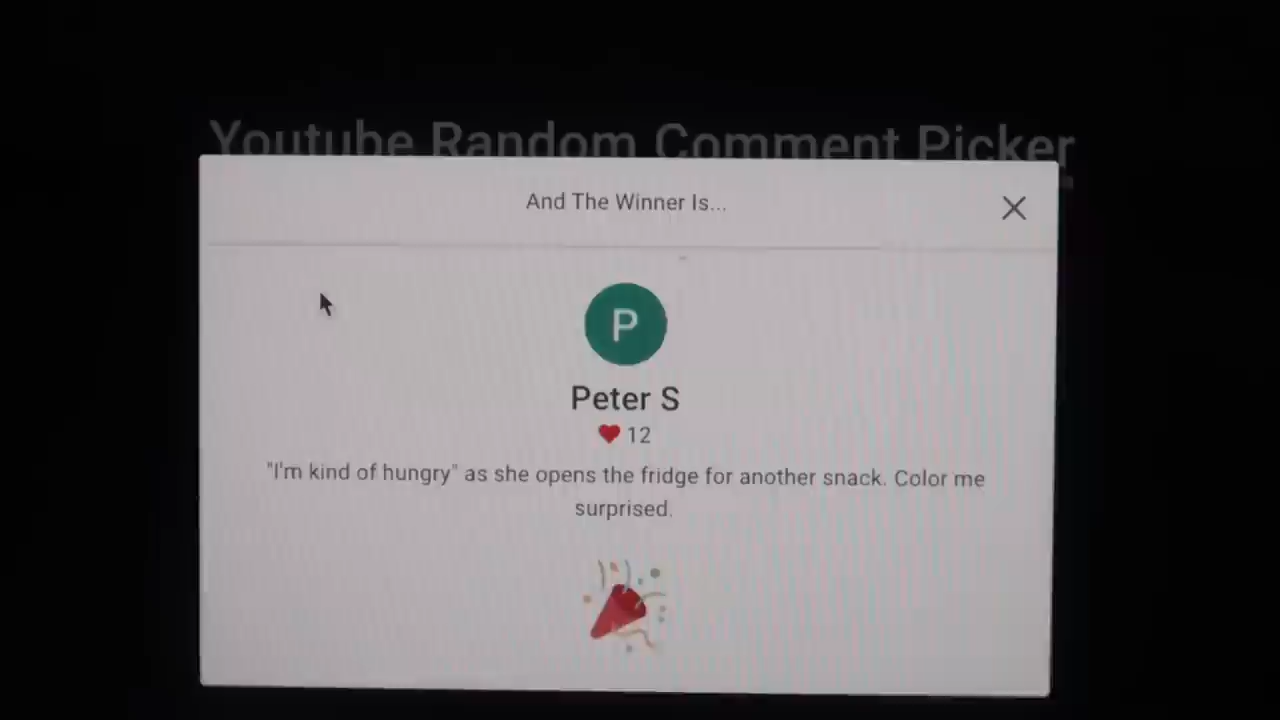 Youtube Random Comment Picker
And The Winner Is...
P
Peter S
12
"I'm kind of hungry" as she opens the fridge for another snack. Color me
surprised.